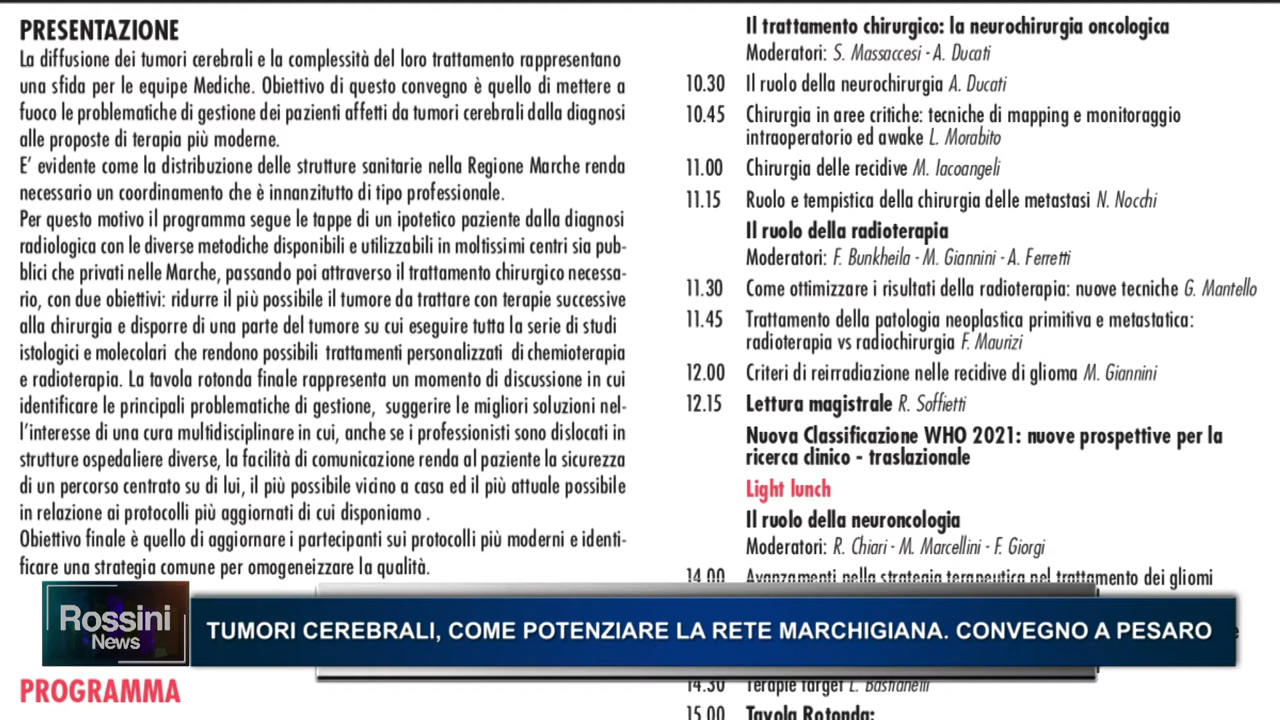 PRESENTAZIONE
La diffusione dei tumori cerebrali e la complessità del loro trattamento rappresentano
una sfida per le equipe Mediche. Obiettivo di questo convegno è quello di mettere a
fuoco le problematiche di gestione dei pazienti affetti da tumori cerebrali dalla diagnosi
alle proposte di terapia più moderne.
E' evidente come la distribuzione delle strutture sanitarie nella Regione Marche renda
necessario un coordinamento che è innanzitutto di tipo professionale.
Per questo motivo il programma segue le tappe di un ipotetico paziente dalla diagnosi
radiologica con le diverse metodiche disponibili e utilizzabili in moltissimi centri sia pub-
blici che privati nelle Marche, passando poi attraverso il trattamento chirurgico necessa-
rio, con due obiettivi: ridurre il più possibile il tumore da trattare con terapie successive
alla chirurgia e disporre di una parte del tumore su cui eseguire tutta la serie di studi
istologici e molecolari che rendono possibili trattamenti personalizzati di chemioterapia
e radioterapia. La tavola rotonda finale rappresenta un momento di discussione in cui
identificare le principali problematiche di gestione, suggerire le migliori soluzioni nel-
l'interesse di una cura multidisciplinare in cui, anche se i professionisti sono dislocati in
strutture ospedaliere diverse, la facilità di comunicazione renda al paziente la sicurezza
di un percorso centrato su di lui, il più possibile vicino a casa ed il più attuale possibile
in relazione ai protocolli più aggiornati di cui disponiamo .
Obiettivo finale è quello di aggiornare i partecipanti sui protocolli più moderni e identi-
ficare una strategia comune per omogeneizzare la qualità.
PROGRAMMA
Il trattamento chirurgico: la neurochirurgia oncologica
Moderatori: S. Massaccesi - A. Ducati
10.30 Il ruolo della neurochirurgia A. Ducati
10.45 Chirurgia in aree critiche: tecniche di mapping e monitoraggio
intraoperatorio ed awake L. Morabito
11.00 Chirurgia delle recidive M. Iacoangeli
11.15 Ruolo e tempistica della chirurgia delle metastasi N. Nocchi
Il ruolo della radioterapia
Moderatori: F. Bunkheila - M. Giannini - A. Ferretti
11.30 Come ottimizzare i risultati della radioterapia: nuove tecniche G. Mantello
11.45 Trattamento della patologia neoplastica primitiva e metastatica:
radioterapia vs radiochirurgia F. Maurizi
12.00 Criteri di reirradiazione nelle recidive di glioma M. Giannini
12.15 Lettura magistrale R. Soffietti
Nuova Classificazione WHO 2021: nuove prospettive per la
ricerca clinico - traslazionale
Light lunch
Il ruolo della neuroncologia
Moderatori: R. Chiari - M. Marcellini - F. Giorgi
14.00 Avanzamenti nella strategia terapeutica nel trattamento dei gliomi
14.30 Terapie target L. Bastianelli
15.00 Tavola Rotonda:
Rossini
News
TUMORI CEREBRALI, COME POTENZIARE LA RETE MARCHIGIANA. CONVEGNO A PESARO